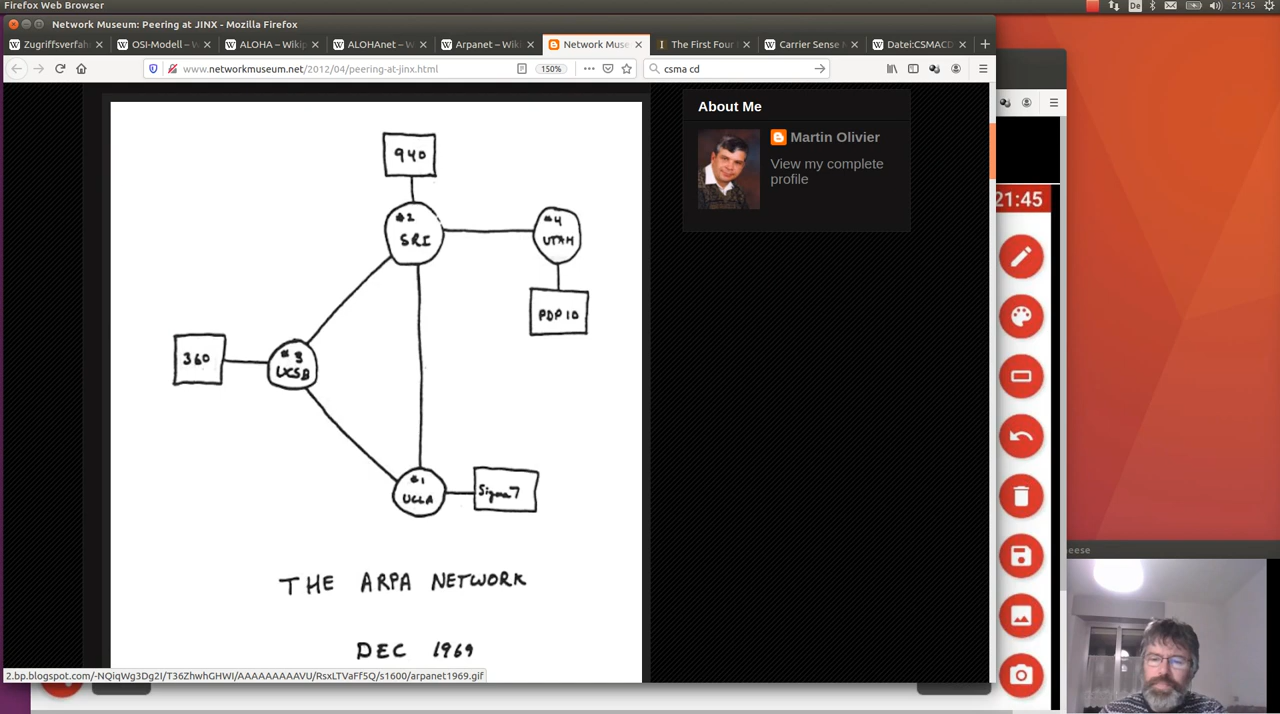 Firefox Web Browser
De
21:45
Network Museum: Peering at JINX - Mozilla Firefox
Zugriffsverfah
OSI-Modell – W
ALOHA – Wikip
ALOHAnet – W
Arpanet – Wiki
Network Muse
The First Four I
Carrier Sense M
Datei:CSMACD
www.networkmuseum.net/2012/04/peering-at-jinx.html
150%
csma cd
About Me
Martin Olivier
View my complete
profile
940
#2
SRI
#4
UTAH
PDP 10
360
#3
UCSB
#1
UCLA
Sigma 7
THE ARPA NETWORK
DEC 1969
2.bp.blogspot.com/-NQiqWg3Dg2I/T36ZhwhGHWI/AAAAAAAAAVU/RsxLTVaFf5Q/s1600/arpanet1969.gif
21:45
eese